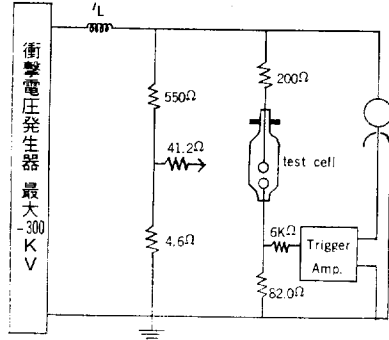 衝撃電圧発生器 最大 -300 KV
L
550Ω
41.2Ω
4.6Ω
200Ω
test cell
6KΩ
82.0Ω
Trigger
Amp.